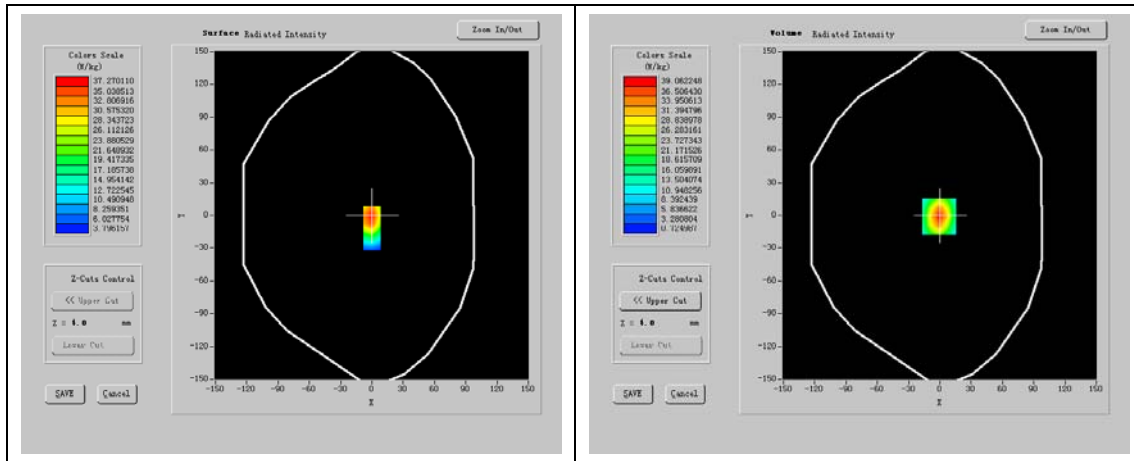 Surface Radiated Intensity
Zoom In/Out
Colors Scale
(W/kg)
37.270110
35.038513
32.806916
30.575320
28.343723
26.112126
23.880529
21.648932
19.417335
17.185738
14.954142
12.722545
10.490948
8.259351
6.027754
3.796157
150
120
90
60
30
0
-30
-60
-90
-120
-150
Y
-150 -120 -90 -60 -30 0 30 60 90 120 150
X
Z-Cuts Control
<< Upper Cut
Z = 4.0 mm
Lower Cut
SAVE Cancel
Volume Radiated Intensity
Zoom In/Out
Colors Scale
(W/kg)
39.062248
36.506430
33.950613
31.394796
28.838978
26.283161
23.727343
21.171526
18.615709
16.059891
13.504074
10.948256
8.392439
5.836622
3.280804
0.724987
150
120
90
60
30
0
-30
-60
-90
-120
-150
Y
-150 -120 -90 -60 -30 0 30 60 90 120 150
X
Z-Cuts Control
<< Upper Cut
Z = 4.0 mm
Lower Cut
SAVE Cancel